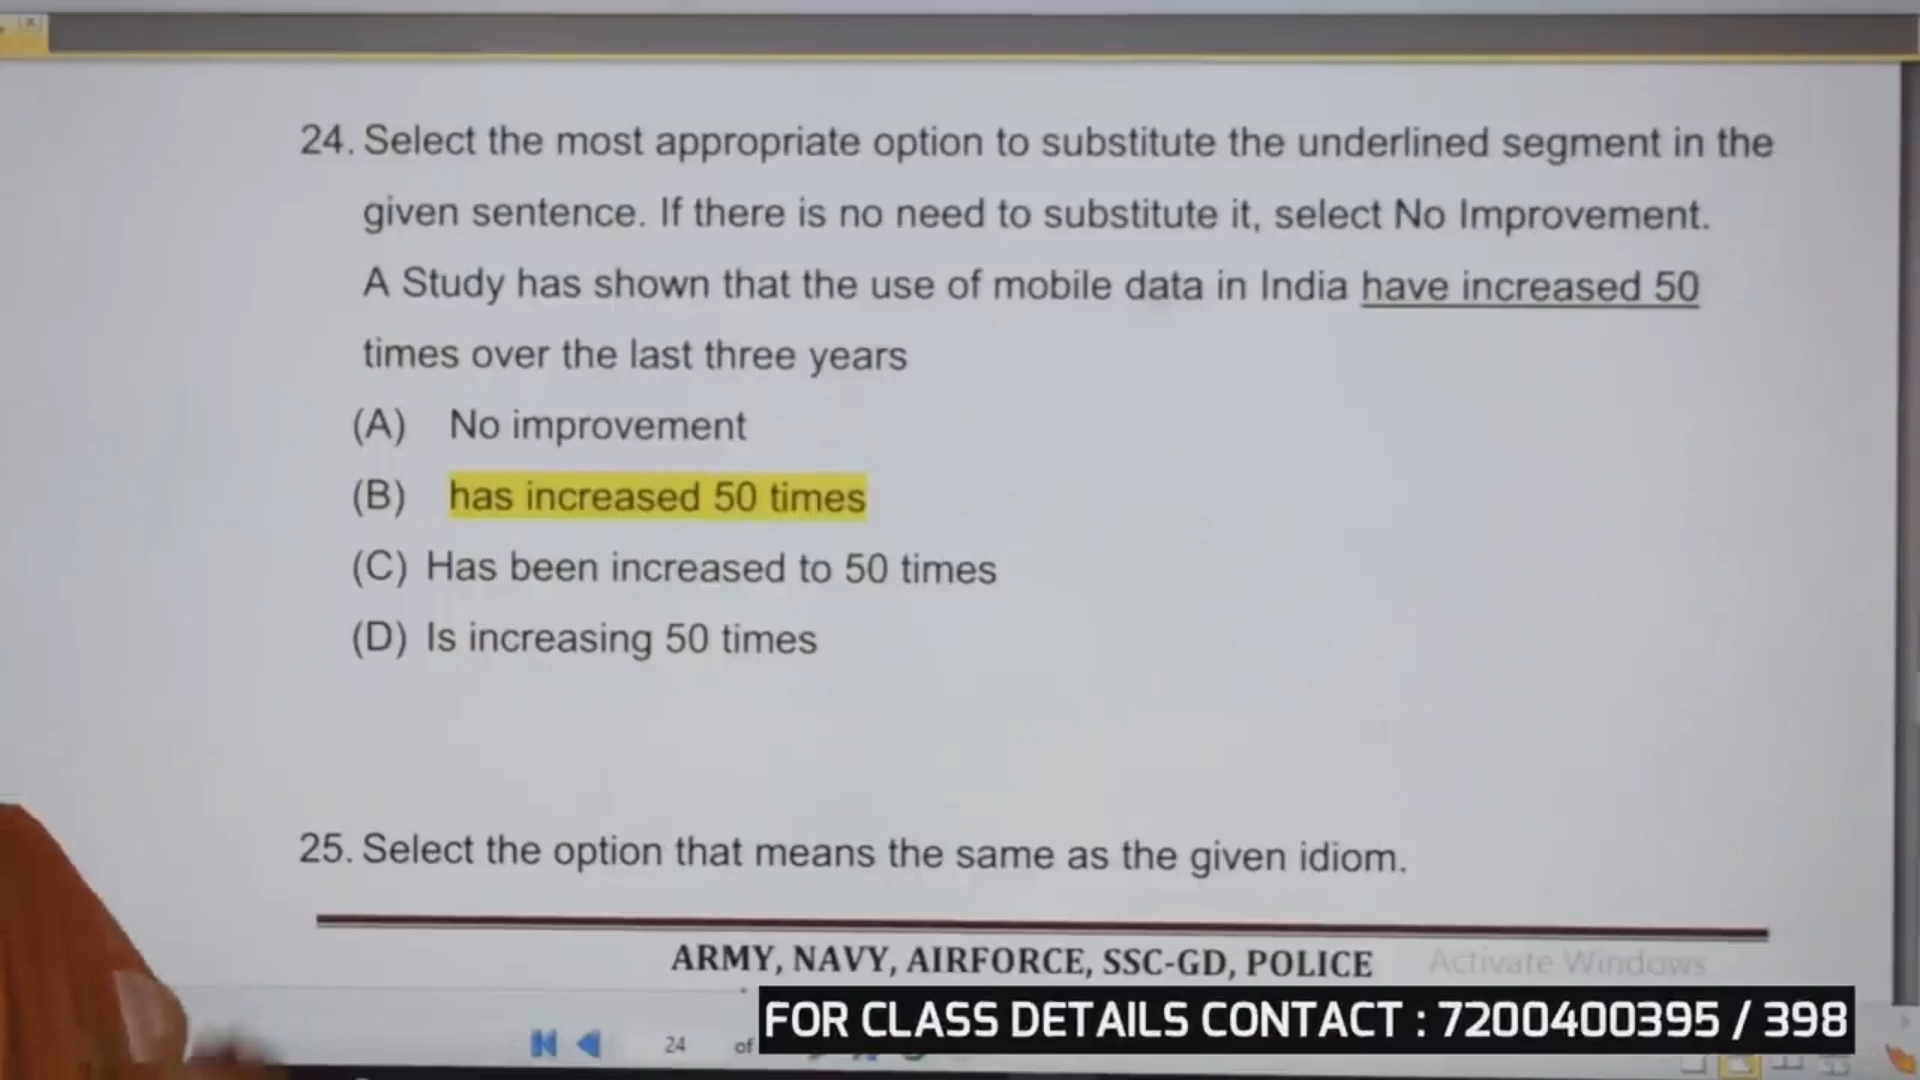 24. Select the most appropriate option to substitute the underlined segment in the
given sentence. If there is no need to substitute it, select No Improvement.
A Study has shown that the use of mobile data in India have increased 50
times over the last three years
(A) No improvement
(B) has increased 50 times
(C) Has been increased to 50 times
(D) Is increasing 50 times
25. Select the option that means the same as the given idiom.
ARMY, NAVY, AIRFORCE, SSC-GD, POLICE
Activate Windows
FOR CLASS DETAILS CONTACT : 7200400395 / 398
24 of